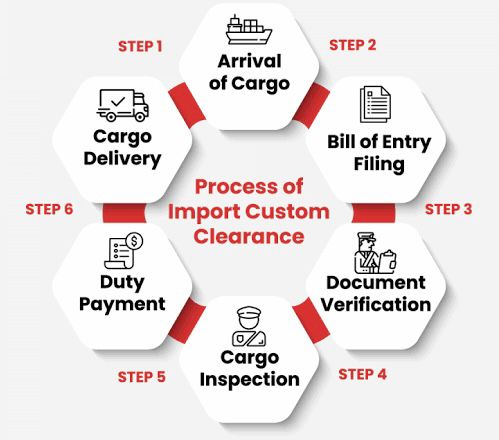 STEP 1
Arrival
of Cargo
STEP 2
Bill of Entry
Filing
STEP 3
Document
Verification
STEP 4
Cargo
Inspection
STEP 5
Duty
Payment
STEP 6
Cargo
Delivery
Process of
Import Custom
Clearance